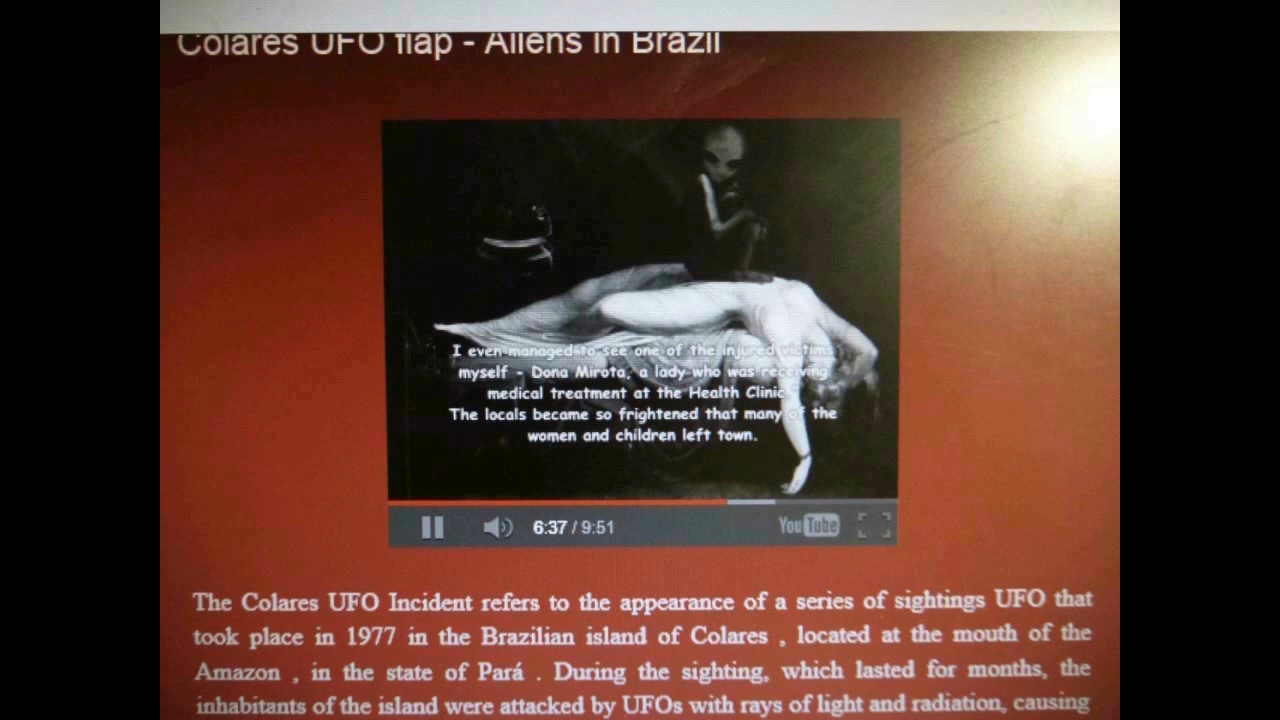 Colares UFO flap - Aliens in Brazil
I even managed to see one of the injured victims
myself - Dona Mirota, a lady who was receiving
medical treatment at the Health Clinic.
The locals became so frightened that many of the
women and children left town.
6:37 / 9:51
YouTube
The Colares UFO Incident refers to the appearance of a series of sightings UFO that
took place in 1977 in the Brazilian island of Colares , located at the mouth of the
Amazon , in the state of Pará . During the sighting, which lasted for months, the
inhabitants of the island were attacked by UFOs with rays of light and radiation, causing